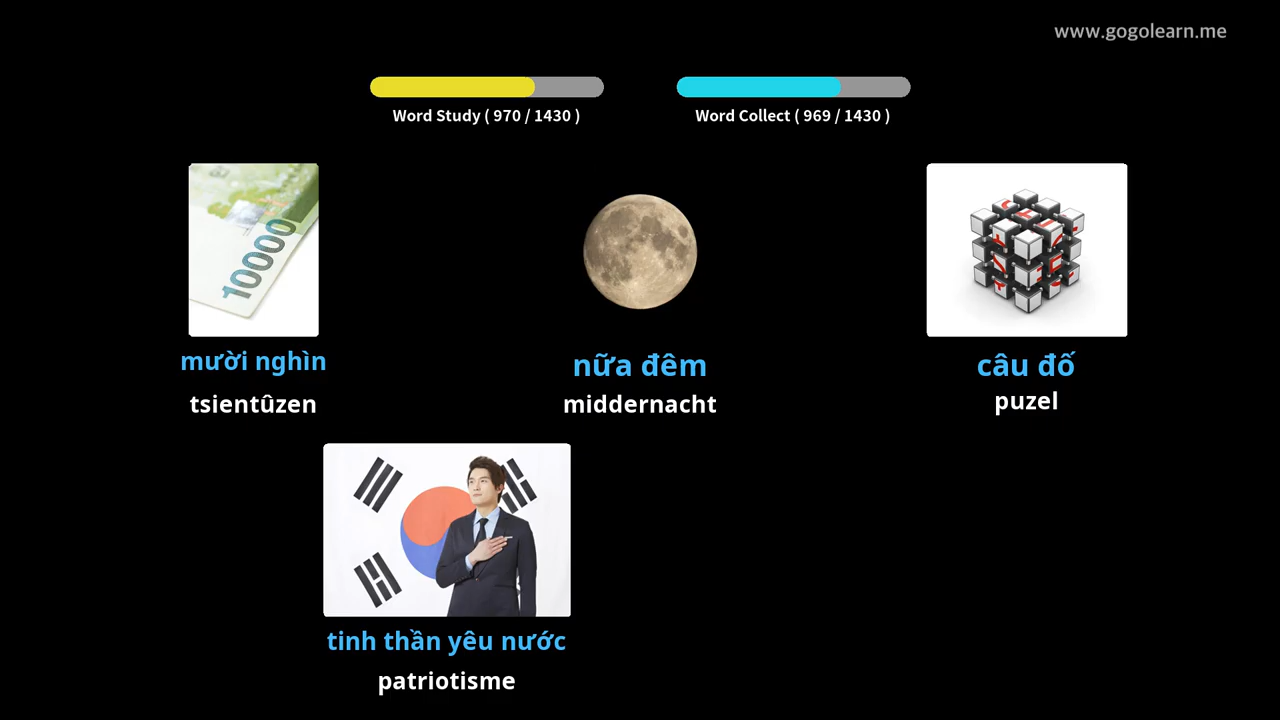 www.gogolearn.me
Word Study ( 970 / 1430 )
Word Collect ( 969 / 1430 )
10000
mười nghìn
tsientûzen
nữa đêm
middernacht
câu đố
puzel
tinh thần yêu nước
patriotisme